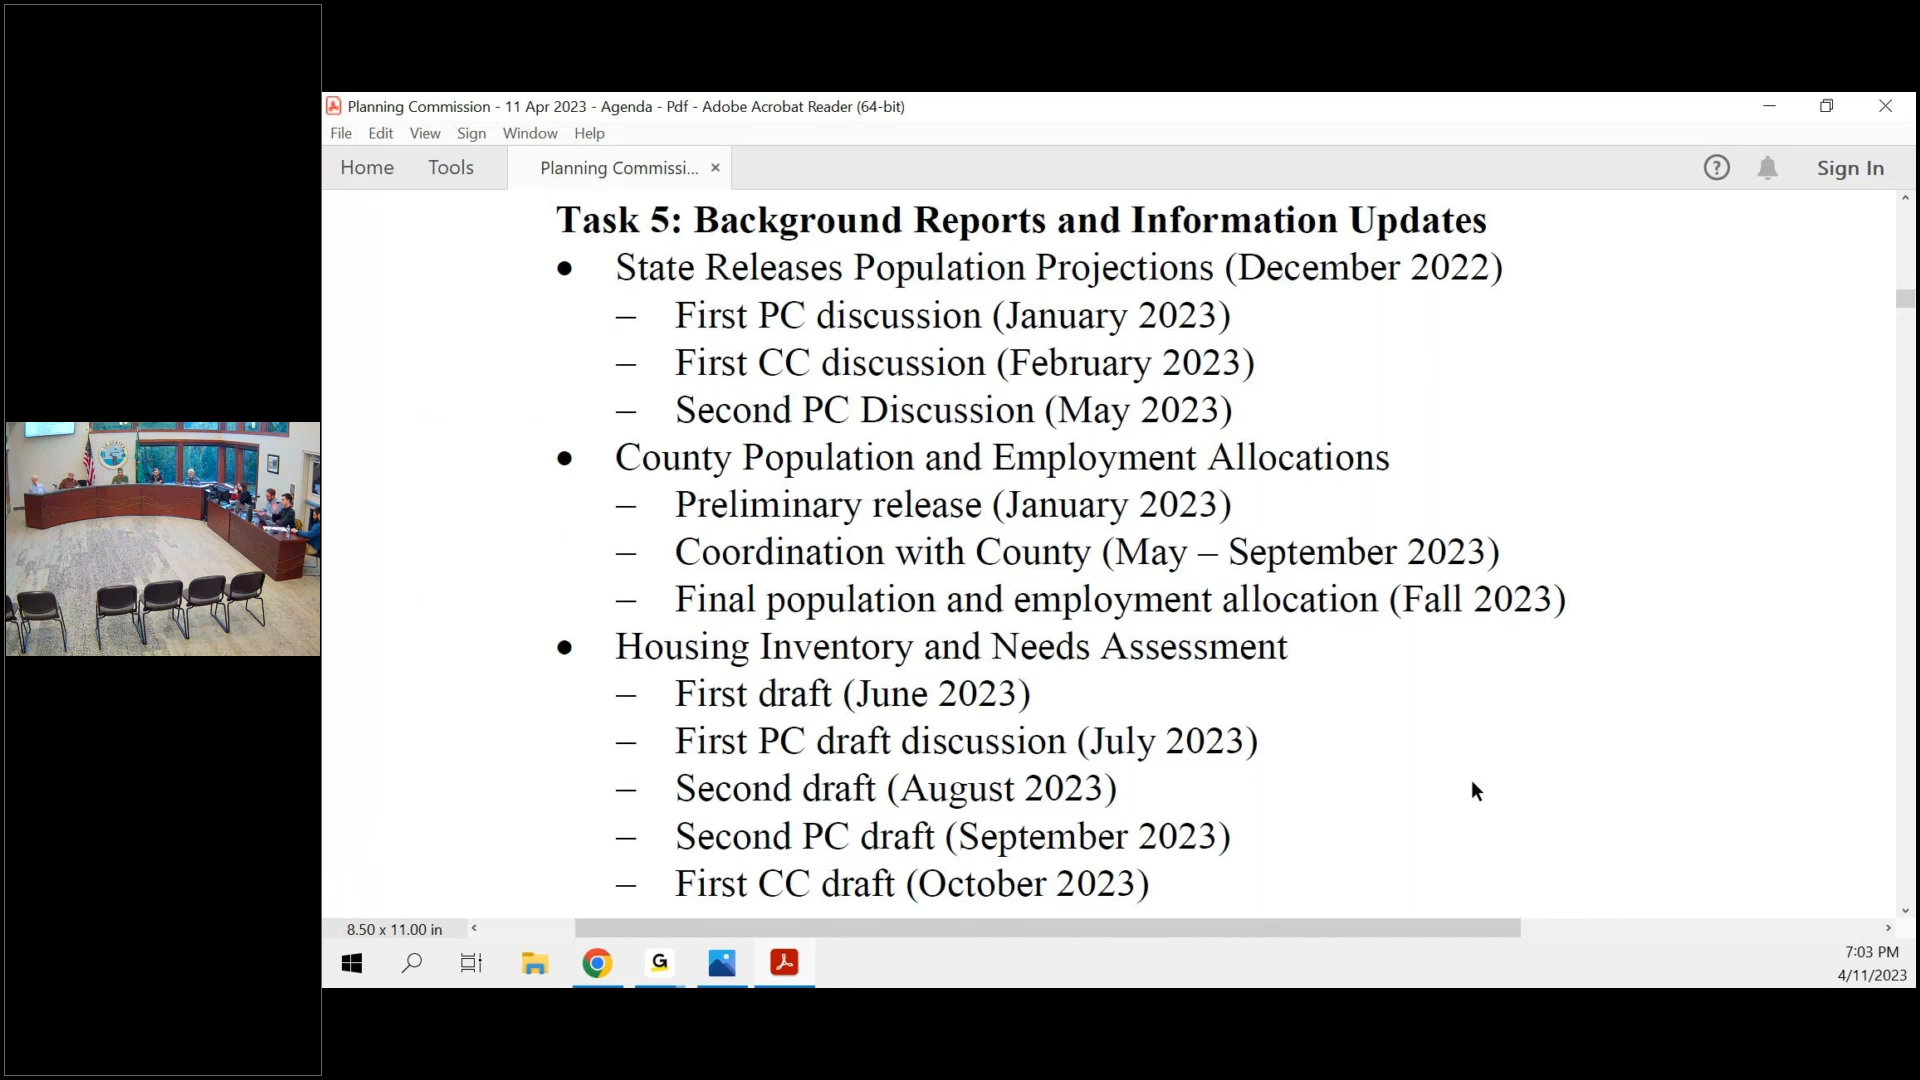 Planning Commission - 11 Apr 2023 - Agenda - Pdf - Adobe Acrobat Reader (64-bit)
File Edit View Sign Window Help
Home Tools Planning Commissi... × Sign In
Task 5: Background Reports and Information Updates
• State Releases Population Projections (December 2022)
– First PC discussion (January 2023)
– First CC discussion (February 2023)
– Second PC Discussion (May 2023)
• County Population and Employment Allocations
– Preliminary release (January 2023)
– Coordination with County (May – September 2023)
– Final population and employment allocation (Fall 2023)
• Housing Inventory and Needs Assessment
– First draft (June 2023)
– First PC draft discussion (July 2023)
– Second draft (August 2023)
– Second PC draft (September 2023)
– First CC draft (October 2023)
8.50 x 11.00 in
G
7:03 PM
4/11/2023